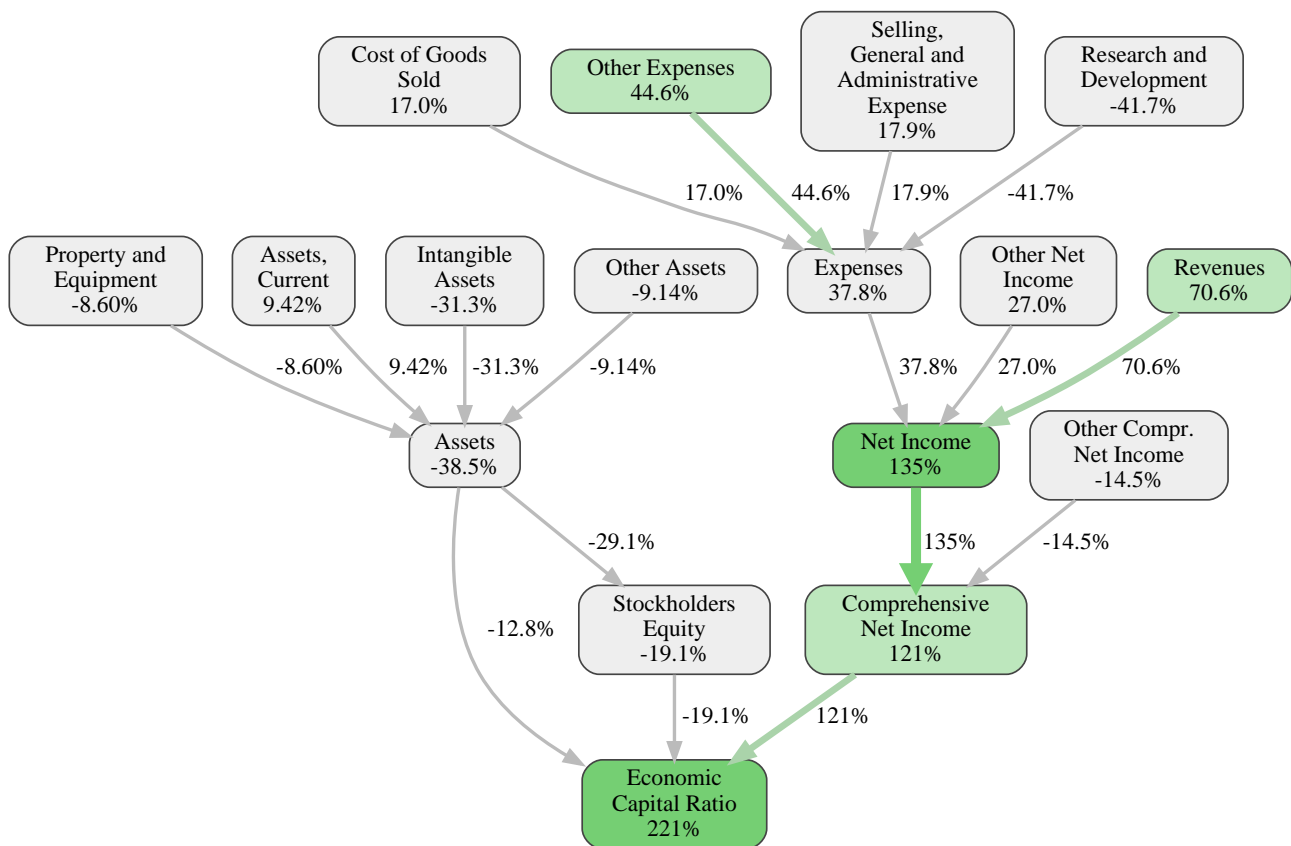 Cost of Goods
Sold
17.0%
Other Expenses
44.6%
Selling,
General and
Administrative
Expense
17.9%
Research and
Development
-41.7%
17.0%
44.6%
17.9%
-41.7%
Property and
Equipment
-8.60%
Assets,
Current
9.42%
Intangible
Assets
-31.3%
Other Assets
-9.14%
Expenses
37.8%
Other Net
Income
27.0%
Revenues
70.6%
-8.60%
9.42%
-31.3%
-9.14%
37.8%
27.0%
70.6%
Assets
-38.5%
Net Income
135%
Other Compr.
Net Income
-14.5%
-29.1%
135%
-14.5%
-12.8%
Stockholders
Equity
-19.1%
Comprehensive
Net Income
121%
-19.1%
121%
Economic
Capital Ratio
221%